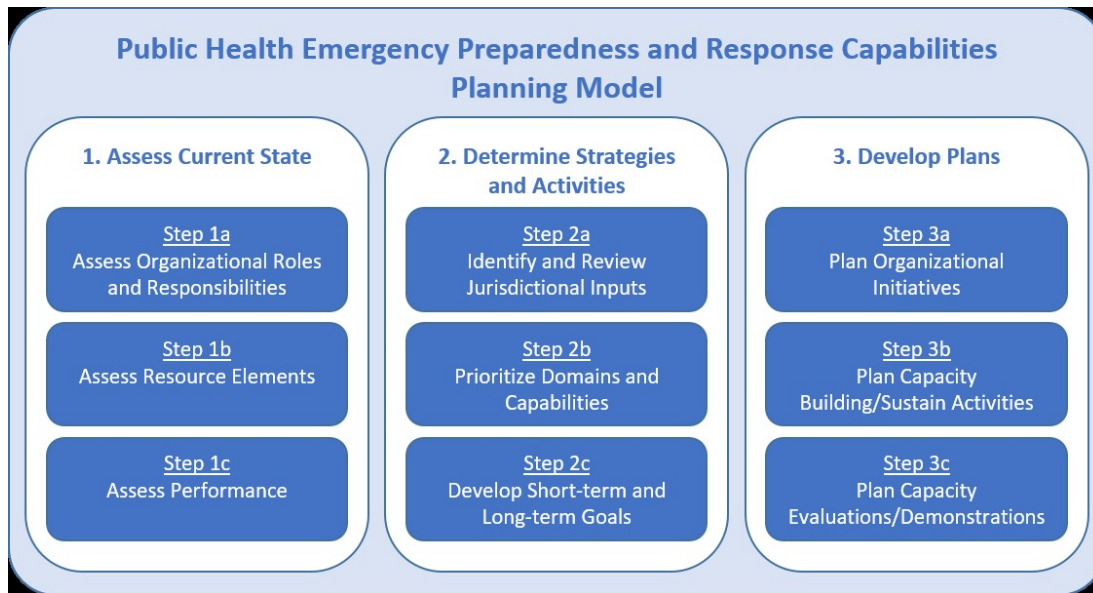 Public Health Emergency Preparedness and Response Capabilities
Planning Model
1. Assess Current State
Step 1a
Assess Organizational Roles
and Responsibilities
Step 1b
Assess Resource Elements
Step 1c
Assess Performance
2. Determine Strategies
and Activities
Step 2a
Identify and Review
Jurisdictional Inputs
Step 2b
Prioritize Domains and
Capabilities
Step 2c
Develop Short-term and
Long-term Goals
3. Develop Plans
Step 3a
Plan Organizational
Initiatives
Step 3b
Plan Capacity
Building/Sustain Activities
Step 3c
Plan Capacity
Evaluations/Demonstrations